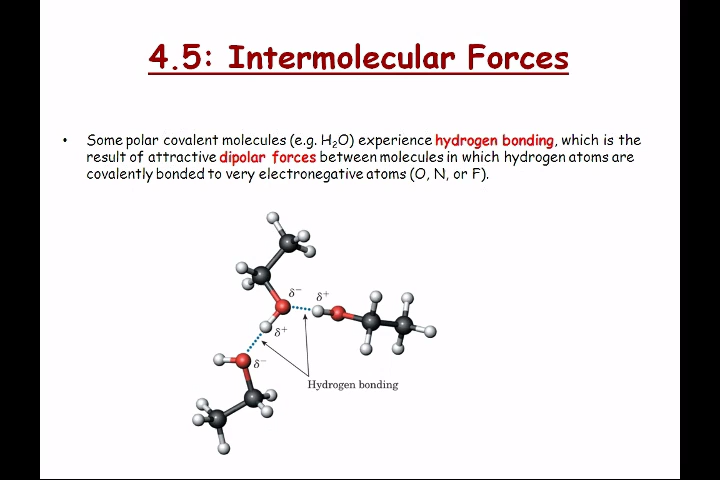 4.5: Intermolecular Forces
• Some polar covalent molecules (e.g. H₂O) experience hydrogen bonding, which is the
result of attractive dipolar forces between molecules in which hydrogen atoms are
covalently bonded to very electronegative atoms (O, N, or F).
δ⁻ δ⁺
δ⁺
δ⁻
Hydrogen bonding